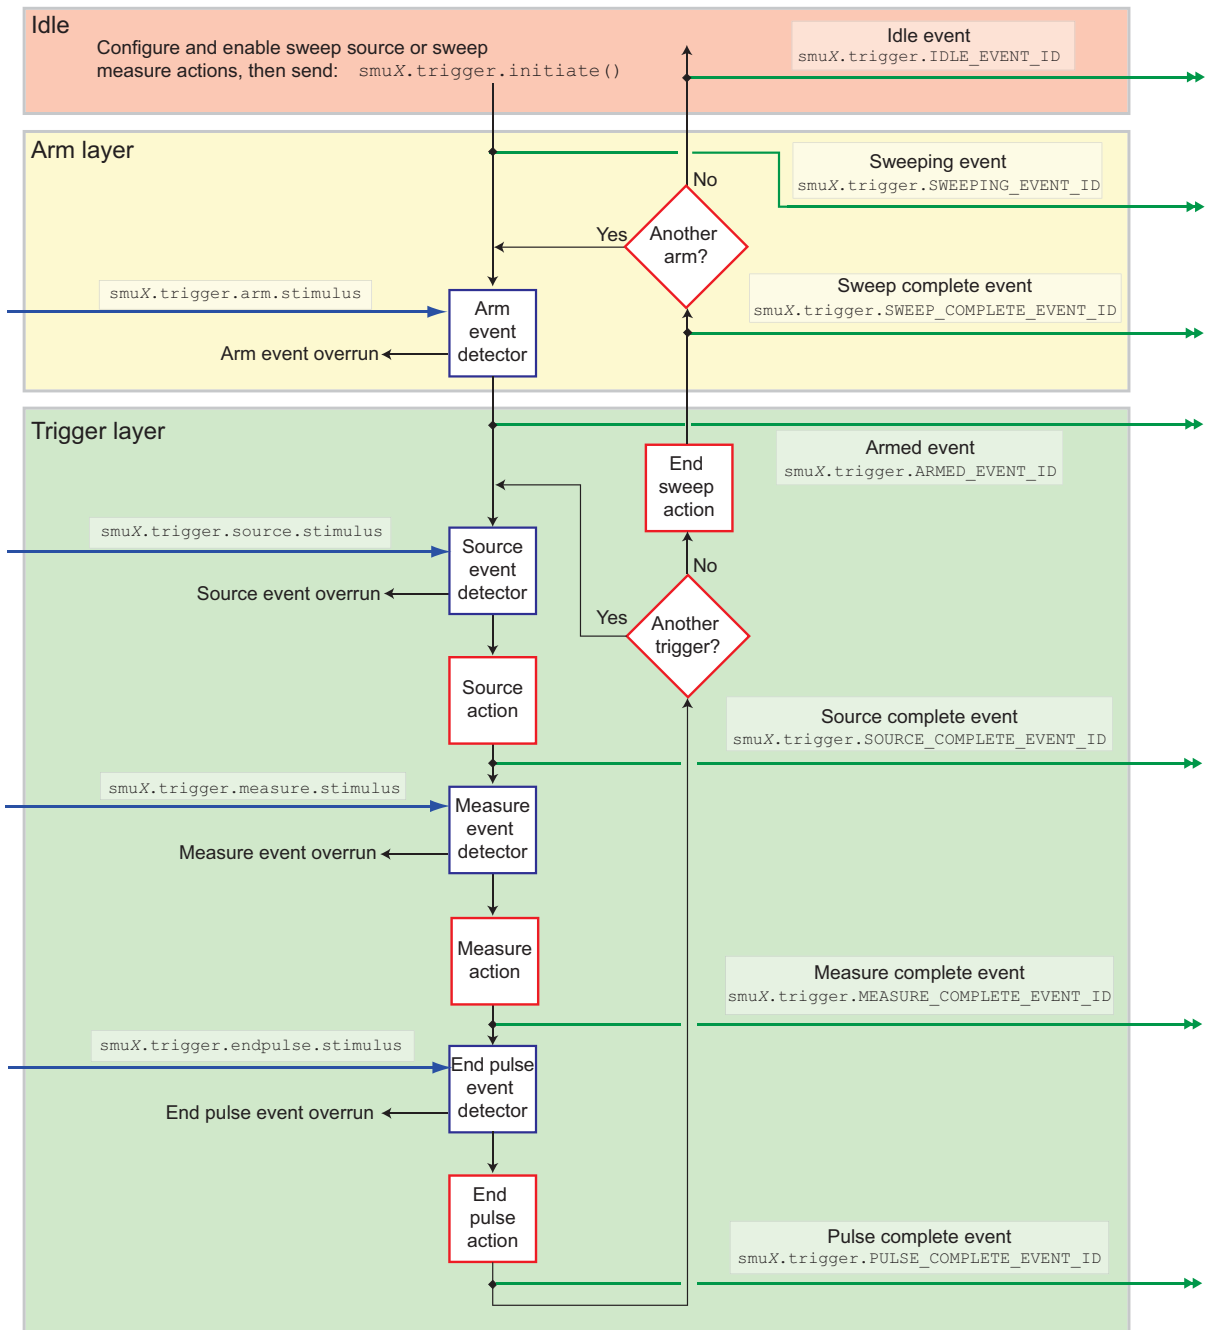 Idle
Configure and enable sweep source or sweep
measure actions, then send: smuX.trigger.initiate()
Idle event
smuX.trigger.IDLE_EVENT_ID
Arm layer
Sweeping event
smuX.trigger.SWEEPING_EVENT_ID
No
Yes
Another
arm?
Sweep complete event
smuX.trigger.SWEEP_COMPLETE_EVENT_ID
smuX.trigger.arm.stimulus
Arm
event
detector
Arm event overrun
Trigger layer
Armed event
smuX.trigger.ARMED_EVENT_ID
End
sweep
action
smuX.trigger.source.stimulus
Source
event
detector
Source event overrun
No
Yes
Another
trigger?
Source
action
Source complete event
smuX.trigger.SOURCE_COMPLETE_EVENT_ID
smuX.trigger.measure.stimulus
Measure
event
detector
Measure event overrun
Measure
action
Measure complete event
smuX.trigger.MEASURE_COMPLETE_EVENT_ID
smuX.trigger.endpulse.stimulus
End pulse
event
detector
End pulse event overrun
End
pulse
action
Pulse complete event
smuX.trigger.PULSE_COMPLETE_EVENT_ID